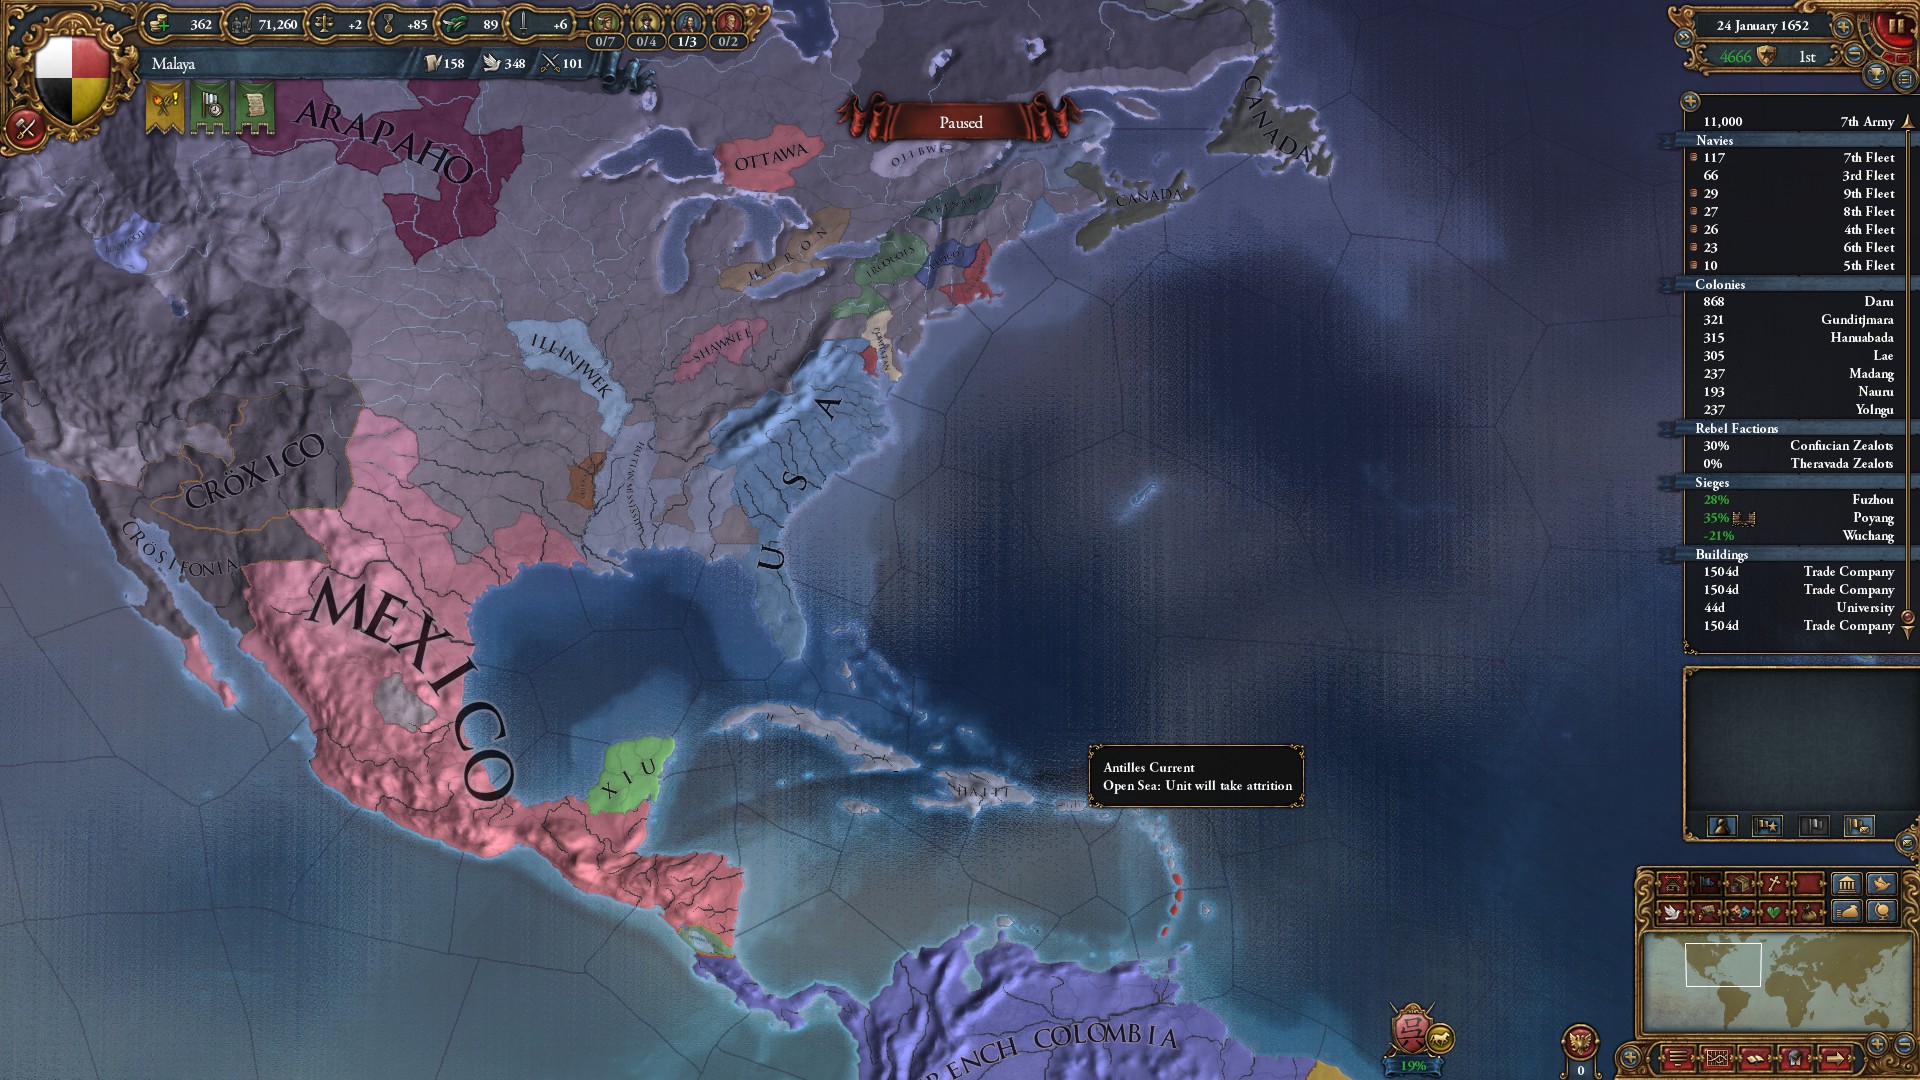 362 71,260 +2 +85 89 +6
0/7 0/4 1/3 0/2
Malaya 158 348 101
Paused
24 January 1652
4666 1st
11,000 7th Army
Navies
117 7th Fleet
66 3rd Fleet
29 9th Fleet
27 8th Fleet
26 4th Fleet
23 6th Fleet
10 5th Fleet
Colonies
868 Daru
321 Gunditjmara
315 Hanuabada
305 Lae
237 Madang
193 Nauru
237 Yolngu
Rebel Factions
30% Confucian Zealots
0% Theravada Zealots
Sieges
28% Fuzhou
35% Poyang
-21% Wuchang
Buildings
1504d Trade Company
1504d Trade Company
44d University
1504d Trade Company
ARAPAHO
OTTAWA
CANADA
CANADA
HURON
IROQUOIS
ILLINIWEK
SHAWNEE
USA
CRÖXICO
CRÖSIFONIA
MEXICO
XIU
HAITI
HAITI
Antilles Current
Open Sea: Unit will take attrition
COLOMBIA
呉
19%
0